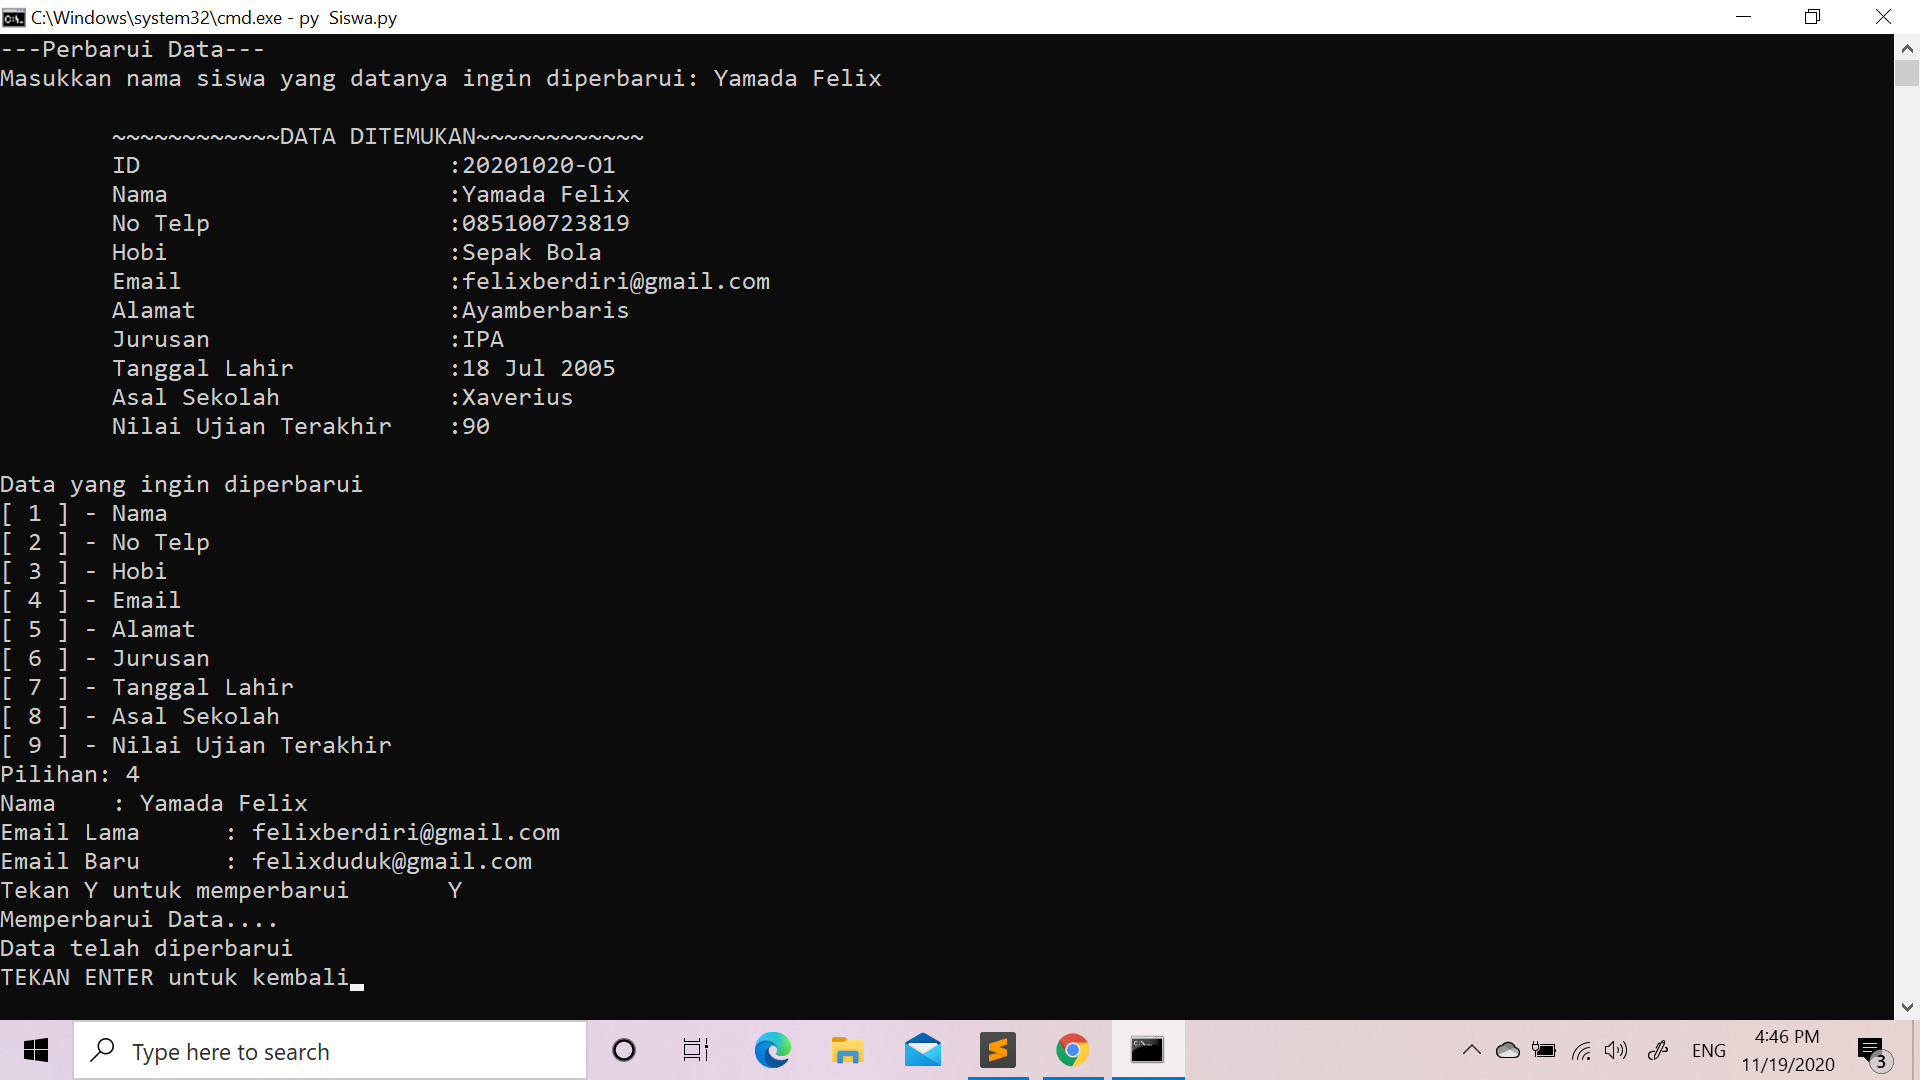 C:\Windows\system32\cmd.exe - py  Siswa.py
---Perbarui Data---
Masukkan nama siswa yang datanya ingin diperbarui: Yamada Felix
~~~~~~~~~~~~DATA DITEMUKAN~~~~~~~~~~~~
ID :20201020-O1
Nama :Yamada Felix
No Telp :085100723819
Hobi :Sepak Bola
Email :felixberdiri@gmail.com
Alamat :Ayamberbaris
Jurusan :IPA
Tanggal Lahir :18 Jul 2005
Asal Sekolah :Xaverius
Nilai Ujian Terakhir :90
Data yang ingin diperbarui
[ 1 ] - Nama
[ 2 ] - No Telp
[ 3 ] - Hobi
[ 4 ] - Email
[ 5 ] - Alamat
[ 6 ] - Jurusan
[ 7 ] - Tanggal Lahir
[ 8 ] - Asal Sekolah
[ 9 ] - Nilai Ujian Terakhir
Pilihan: 4
Nama : Yamada Felix
Email Lama : felixberdiri@gmail.com
Email Baru : felixduduk@gmail.com
Tekan Y untuk memperbarui Y
Memperbarui Data....
Data telah diperbarui
TEKAN ENTER untuk kembali
Type here to search
ENG
4:46 PM
11/19/2020
3